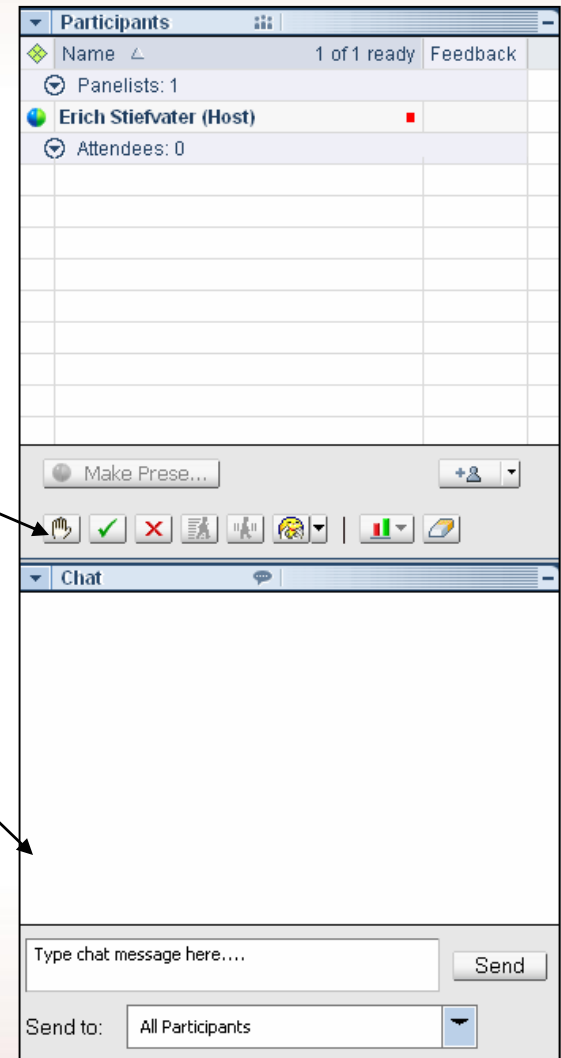 Participants
Name 1 of 1 ready Feedback
Panelists: 1
Erich Stiefvater (Host)
Attendees: 0
Make Prese...
Chat
Type chat message here....
Send
Send to: All Participants